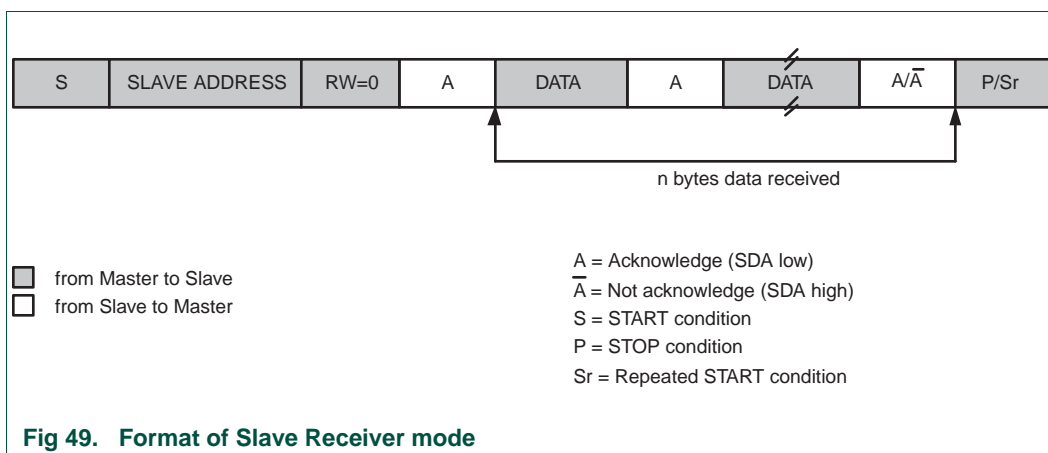 S SLAVE ADDRESS RW=0 A DATA A DATA A/A̅ P/Sr
n bytes data received
from Master to Slave
from Slave to Master
A = Acknowledge (SDA low)
A̅ = Not acknowledge (SDA high)
S = START condition
P = STOP condition
Sr = Repeated START condition
Fig 49. Format of Slave Receiver mode